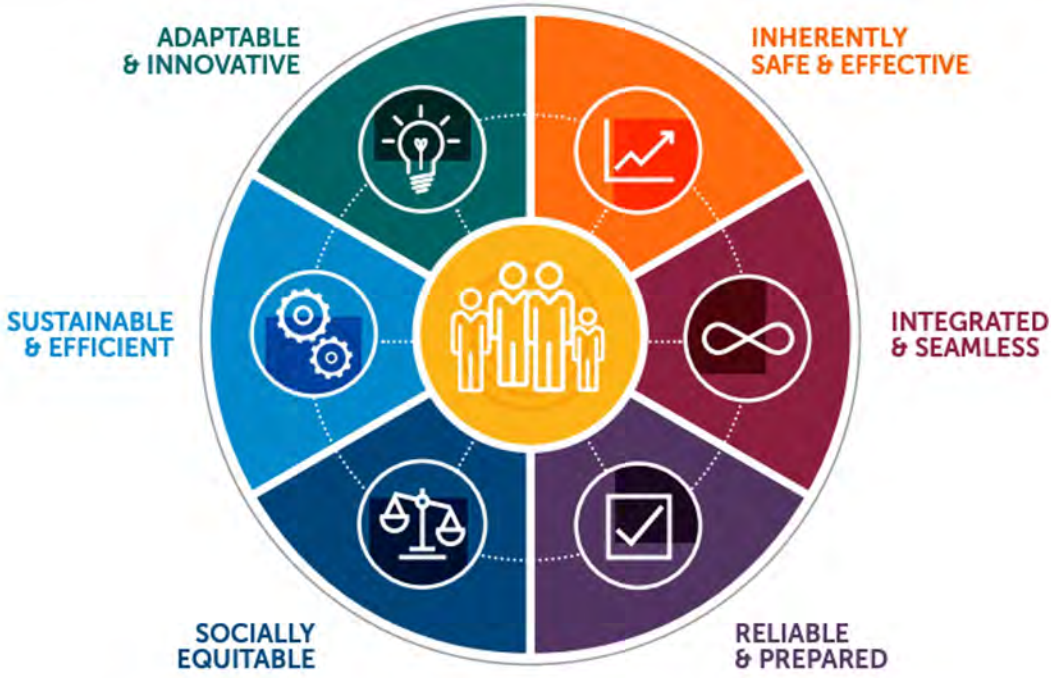 ADAPTABLE
& INNOVATIVE
INHERENTLY
SAFE & EFFECTIVE
SUSTAINABLE
& EFFICIENT
INTEGRATED
& SEAMLESS
SOCIALLY
EQUITABLE
RELIABLE
& PREPARED